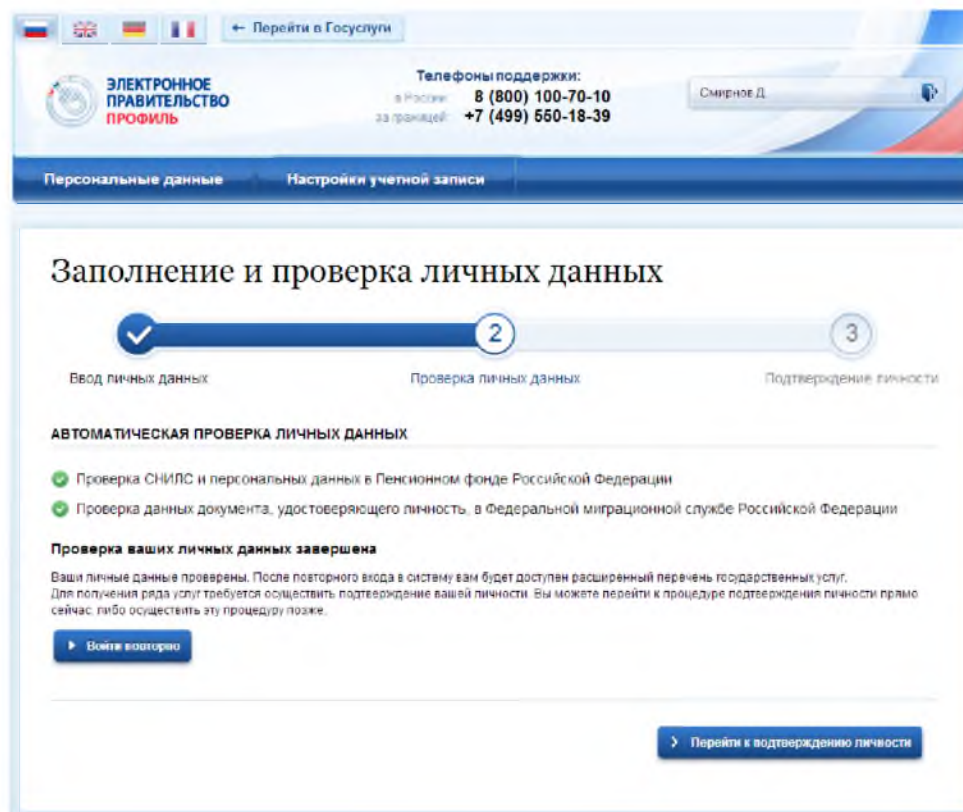 ← Перейти в Госуслуги
ЭЛЕКТРОННОЕ
ПРАВИТЕЛЬСТВО
ПРОФИЛЬ
Телефоны поддержки:
в России: 8 (800) 100-70-10
за границей: +7 (499) 550-18-39
Смирнов Д.
Персональные данные Настройки учетной записи
Заполнение и проверка личных данных
2 3
Ввод личных данных Проверка личных данных Подтверждение личности
АВТОМАТИЧЕСКАЯ ПРОВЕРКА ЛИЧНЫХ ДАННЫХ
Проверка СНИЛС и персональных данных в Пенсионном фонде Российской Федерации
Проверка данных документа, удостоверяющего личность, в Федеральной миграционной службе Российской Федерации
Проверка ваших личных данных завершена
Ваши личные данные проверены. После повторного входа в систему вам будет доступен расширенный перечень государственных услуг.
Для получения ряда услуг требуется осуществить подтверждение вашей личности. Вы можете перейти к процедуре подтверждения личности прямо
сейчас, либо осуществить эту процедуру позже.
Войти повторно
Перейти к подтверждению личности